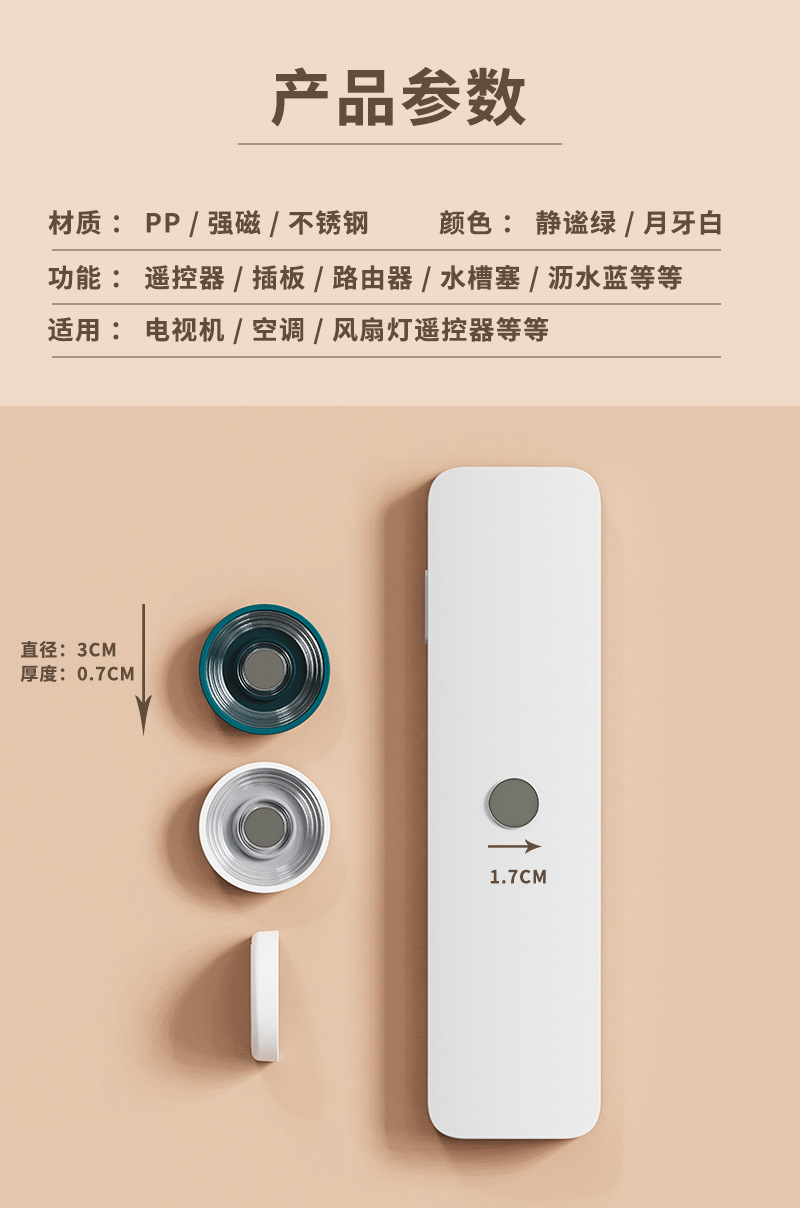 产品参数
材质： PP / 强磁 / 不锈钢 颜色： 静谧绿 / 月牙白
功能： 遥控器 / 插板 / 路由器 / 水槽塞 / 沥水蓝等等
适用： 电视机 / 空调 / 风扇灯遥控器等等
直径：3CM
厚度：0.7CM
1.7CM